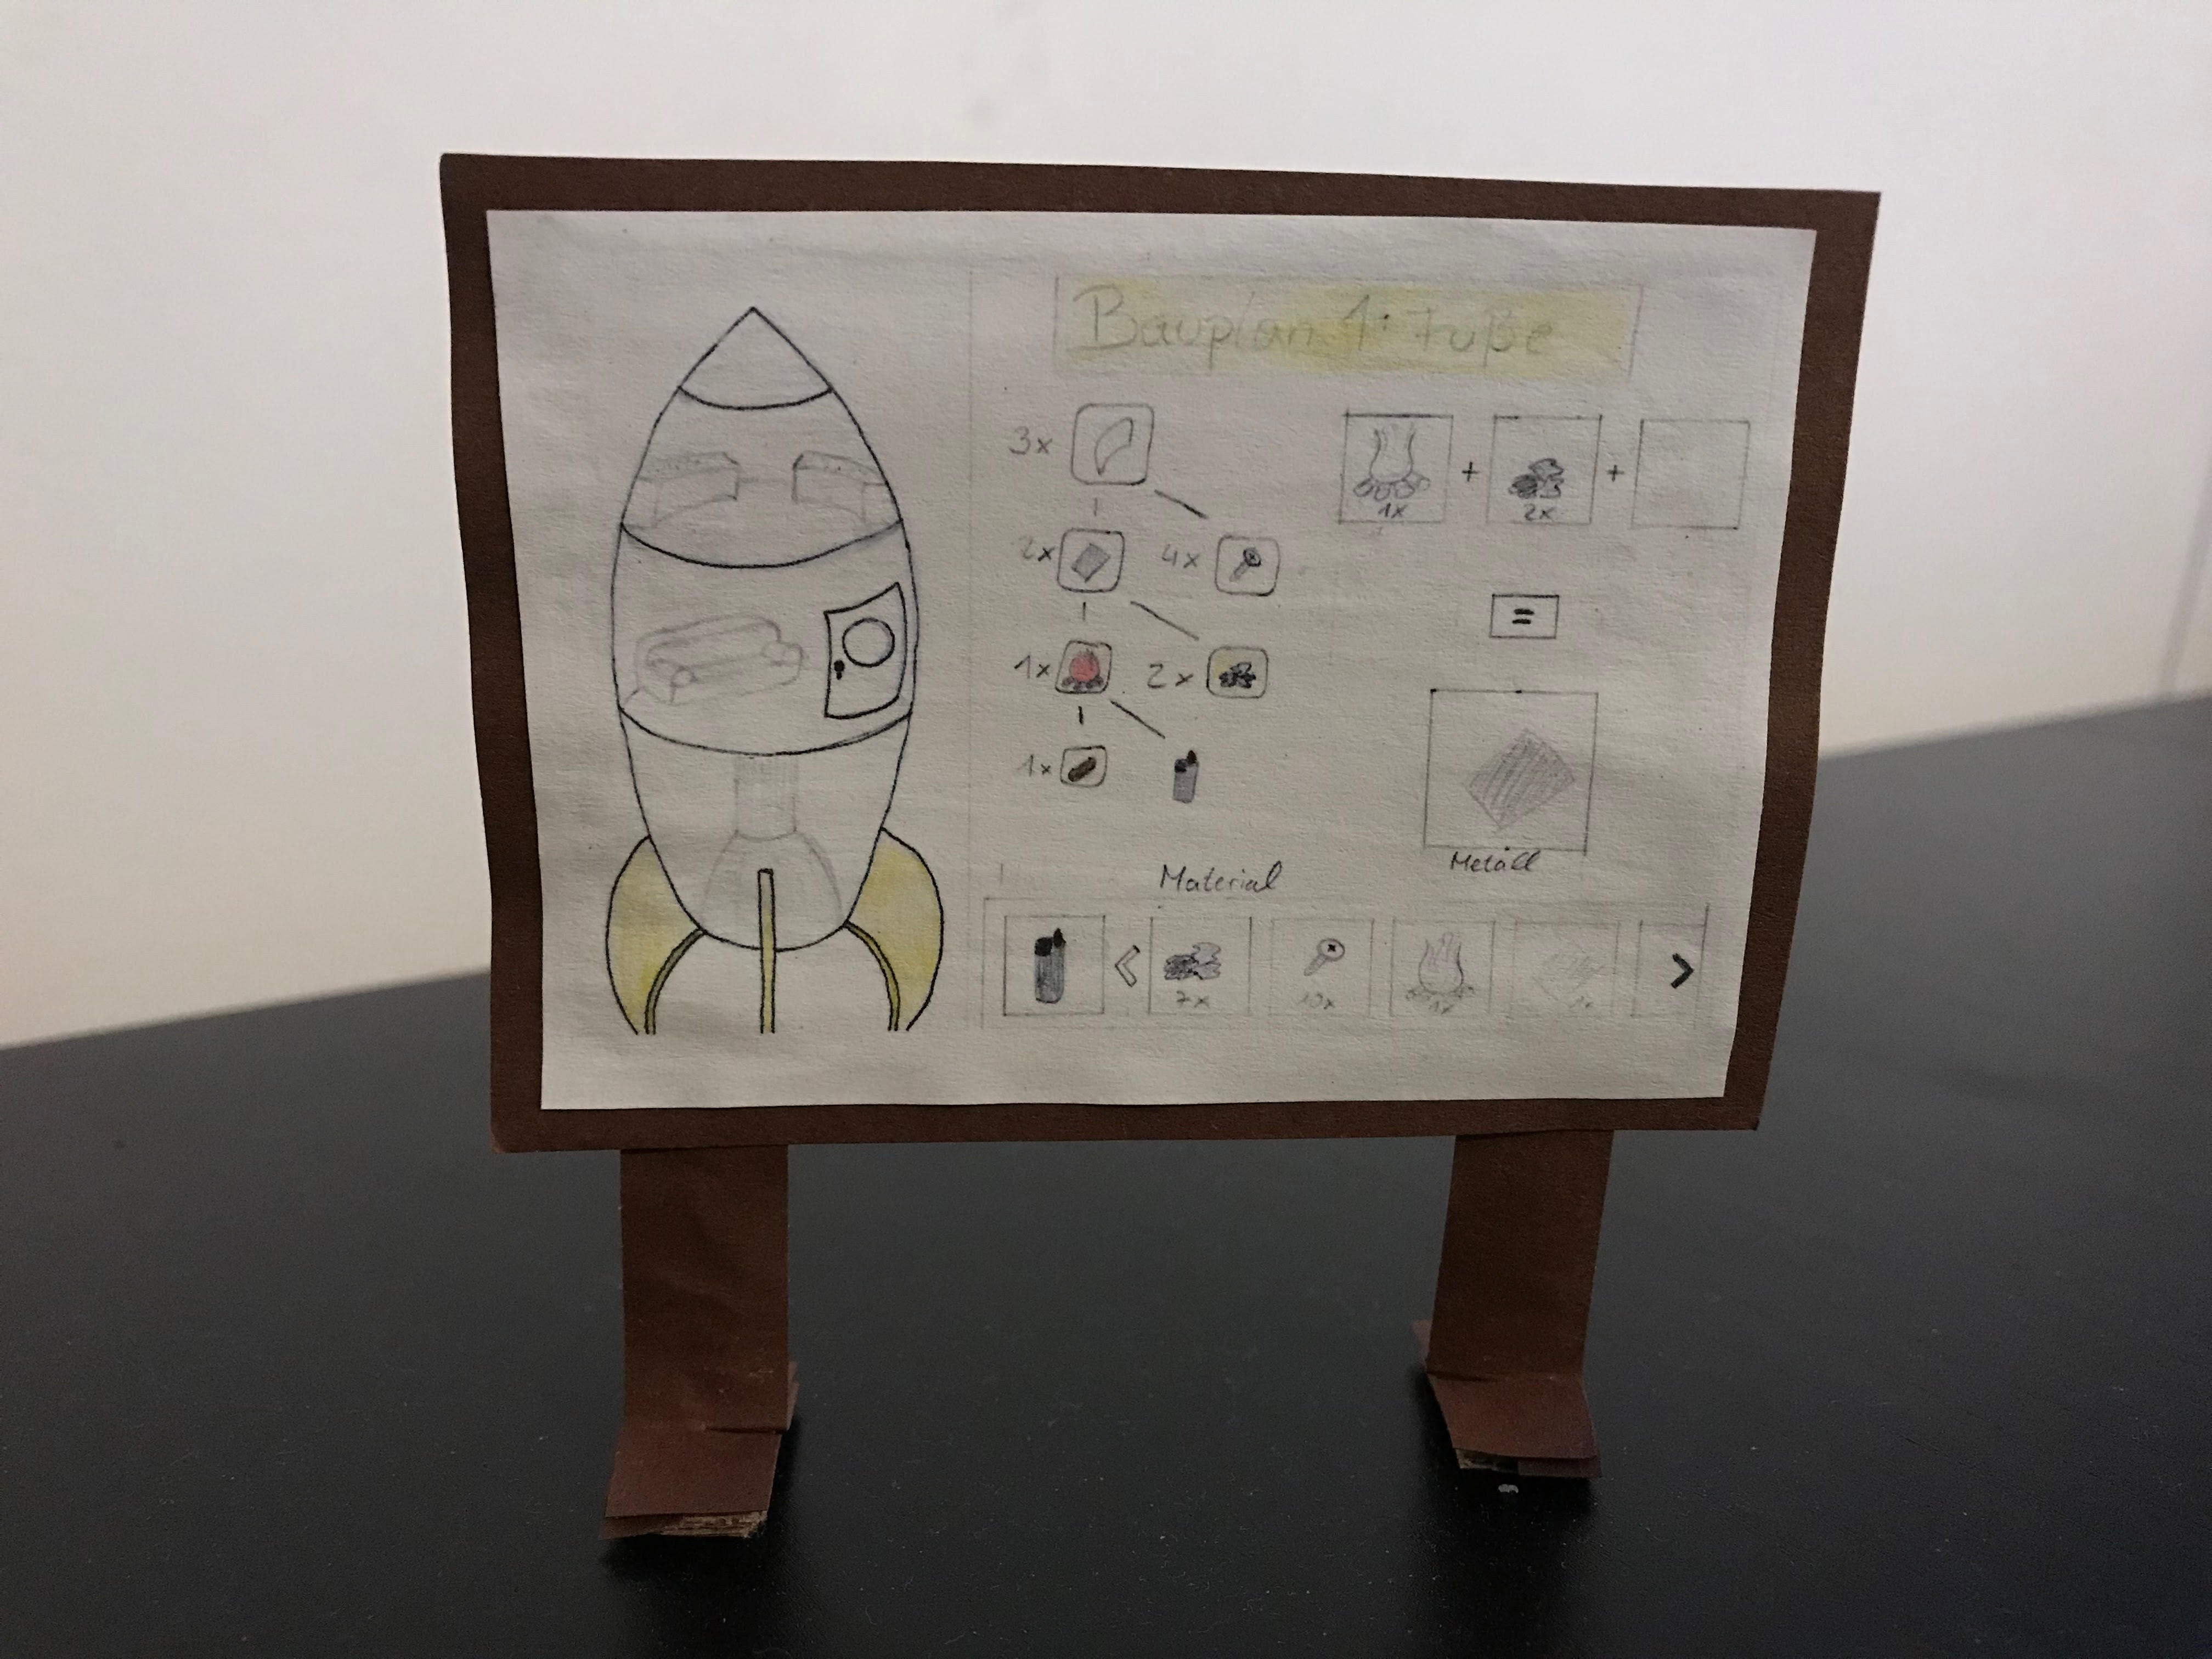 Bauplan 1: Füße
3x
1x + 2x +
2x 4x
=
1x 2x
1x
Metall
Material
< 7x 10x 1x 1x >